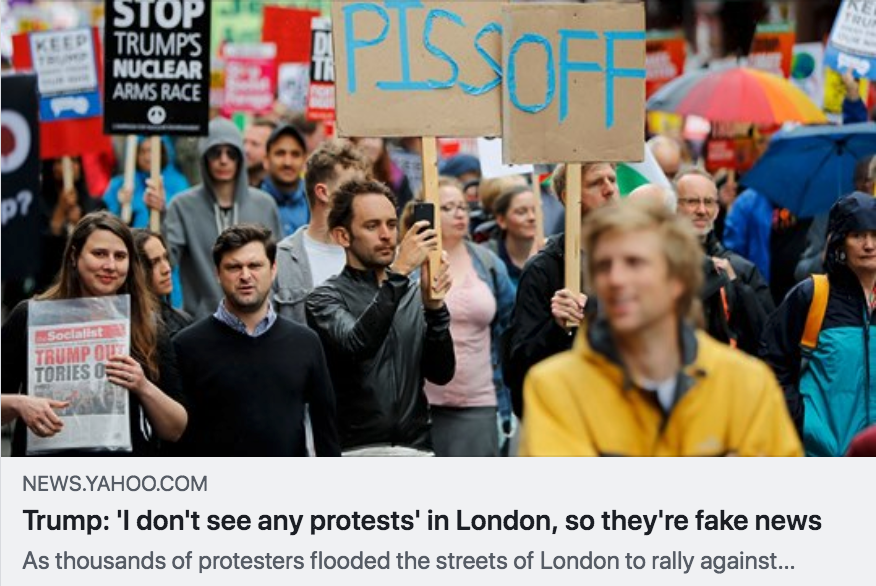 STOP
TRUMP'S
NUCLEAR
ARMS RACE
KEEP
TRUMP
PISS
OFF
KEEP
p?
Socialist
TRUMP OUT
TORIES O
NEWS.YAHOO.COM
Trump: 'I don't see any protests' in London, so they're fake news
As thousands of protesters flooded the streets of London to rally against...